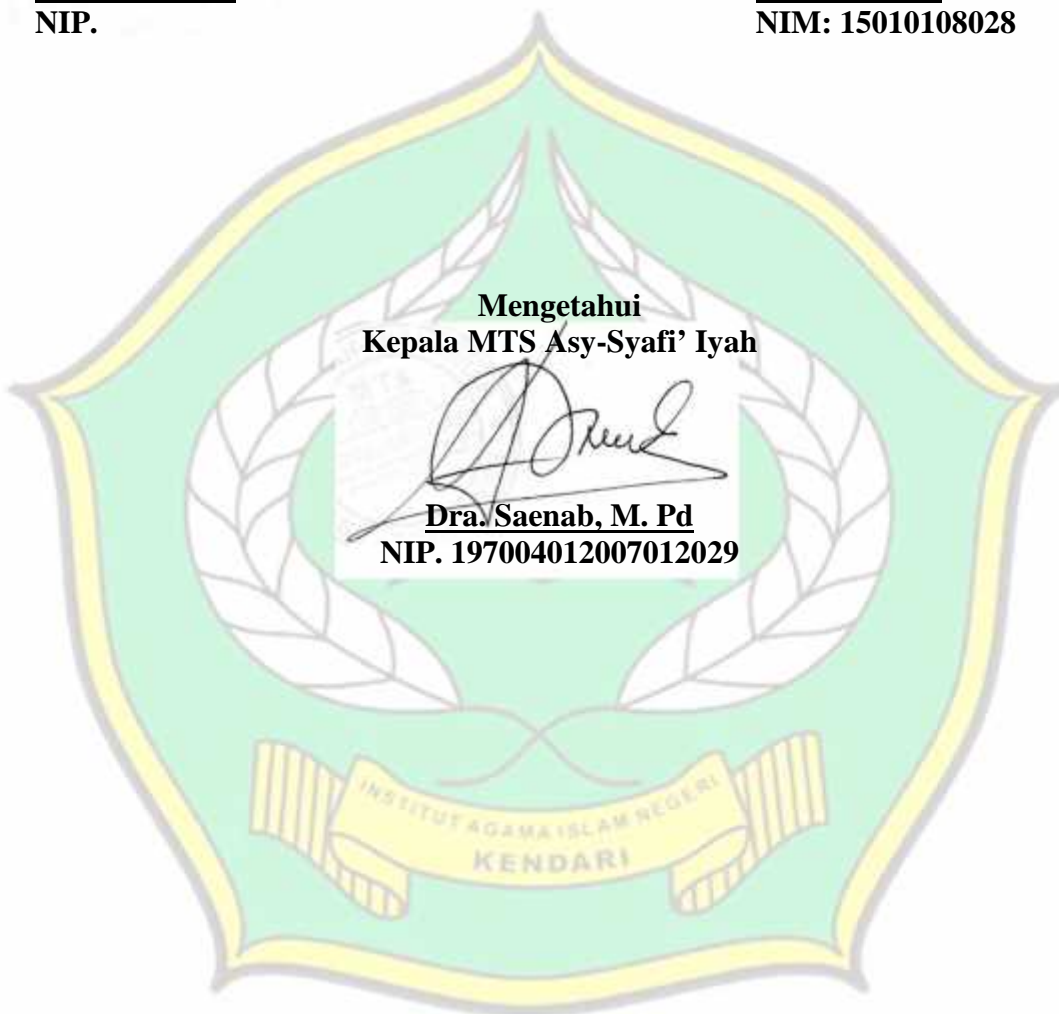 NIP. NIM: 15010108028
Mengetahui
Kepala MTS Asy-Syafi’ Iyah
Dra. Saenab, M. Pd
NIP. 197004012007012029
INSTITUT AGAMA ISLAM NEGERI
KENDARI